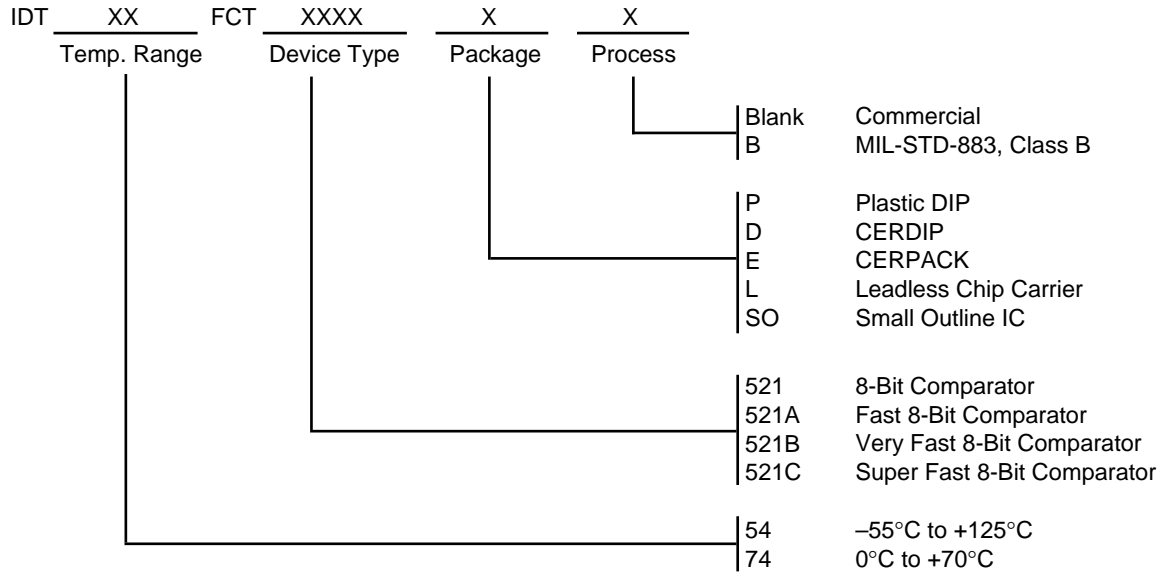 IDT XX FCT XXXX X X
Temp. Range Device Type Package Process
Blank Commercial
B MIL-STD-883, Class B
P Plastic DIP
D CERDIP
E CERPACK
L Leadless Chip Carrier
SO Small Outline IC
521 8-Bit Comparator
521A Fast 8-Bit Comparator
521B Very Fast 8-Bit Comparator
521C Super Fast 8-Bit Comparator
54 –55°C to +125°C
74 0°C to +70°C